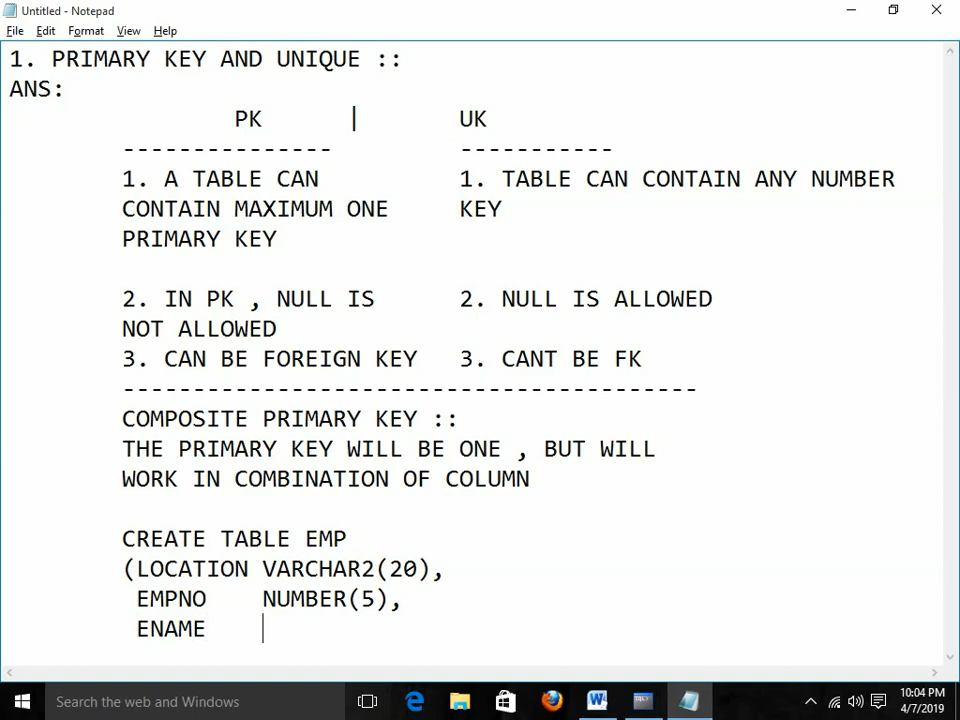 Untitled - Notepad
File Edit Format View Help
1. PRIMARY KEY AND UNIQUE ::
ANS:
PK | UK
--------------- -----------
1. A TABLE CAN 1. TABLE CAN CONTAIN ANY NUMBER
CONTAIN MAXIMUM ONE KEY
PRIMARY KEY
2. IN PK , NULL IS 2. NULL IS ALLOWED
NOT ALLOWED
3. CAN BE FOREIGN KEY 3. CANT BE FK
-----------------------------------------
COMPOSITE PRIMARY KEY ::
THE PRIMARY KEY WILL BE ONE , BUT WILL
WORK IN COMBINATION OF COLUMN
CREATE TABLE EMP
(LOCATION VARCHAR2(20),
EMPNO NUMBER(5),
ENAME
Search the web and Windows
10:04 PM
4/7/2019